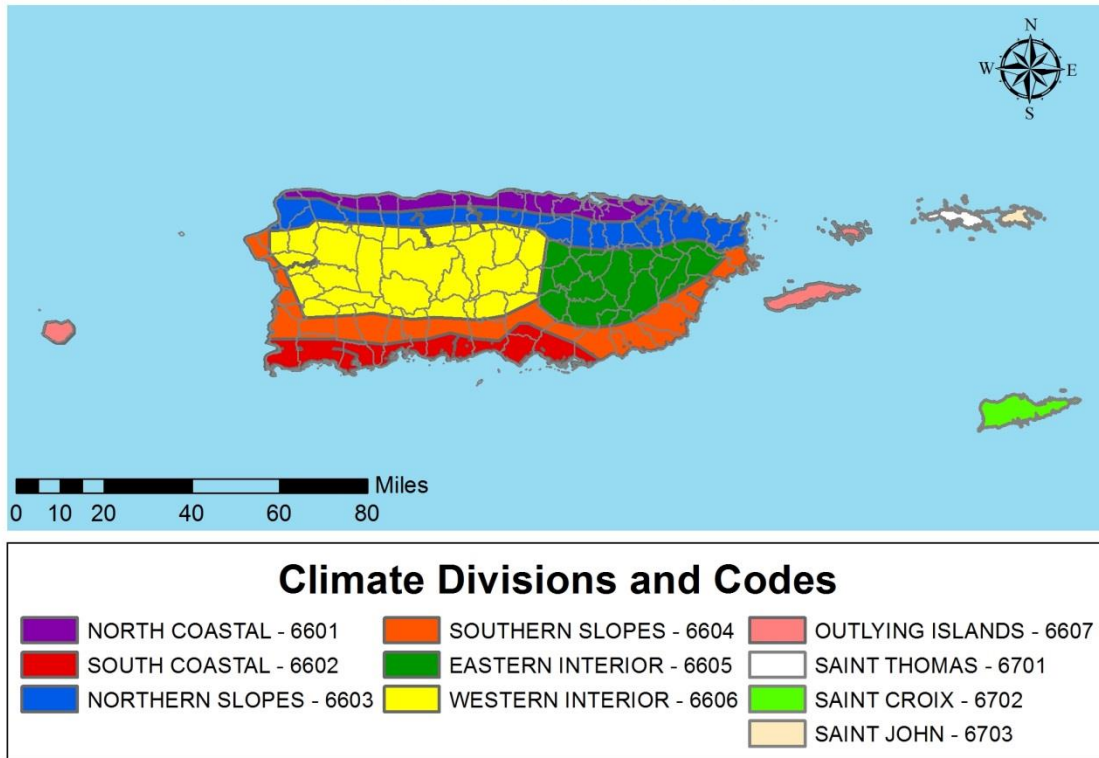 N
W E
S
Miles
0 10 20 40 60 80
Climate Divisions and Codes
NORTH COASTAL - 6601
SOUTH COASTAL - 6602
NORTHERN SLOPES - 6603
SOUTHERN SLOPES - 6604
EASTERN INTERIOR - 6605
WESTERN INTERIOR - 6606
OUTLYING ISLANDS - 6607
SAINT THOMAS - 6701
SAINT CROIX - 6702
SAINT JOHN - 6703